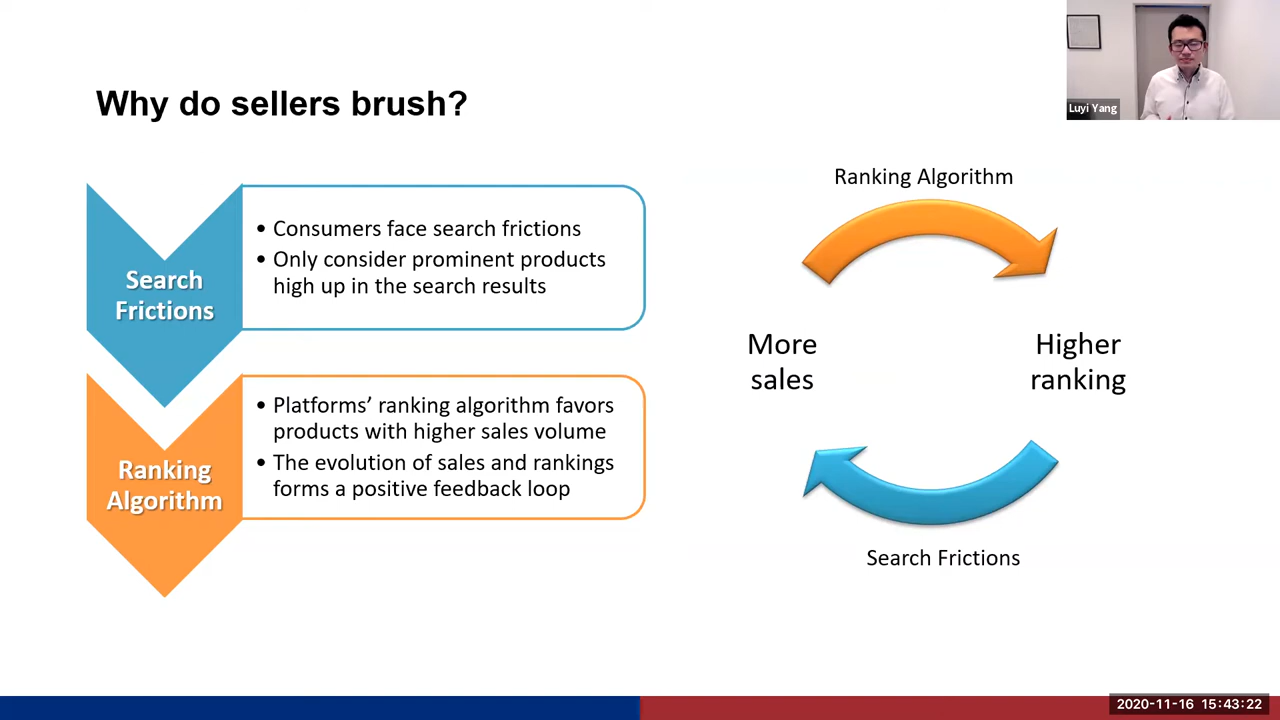 Why do sellers brush?
Luyi Yang
Search
Frictions
• Consumers face search frictions
• Only consider prominent products
high up in the search results
Ranking
Algorithm
• Platforms’ ranking algorithm favors
products with higher sales volume
• The evolution of sales and rankings
forms a positive feedback loop
Ranking Algorithm
More
sales
Higher
ranking
Search Frictions
2020-11-16 15:43:22